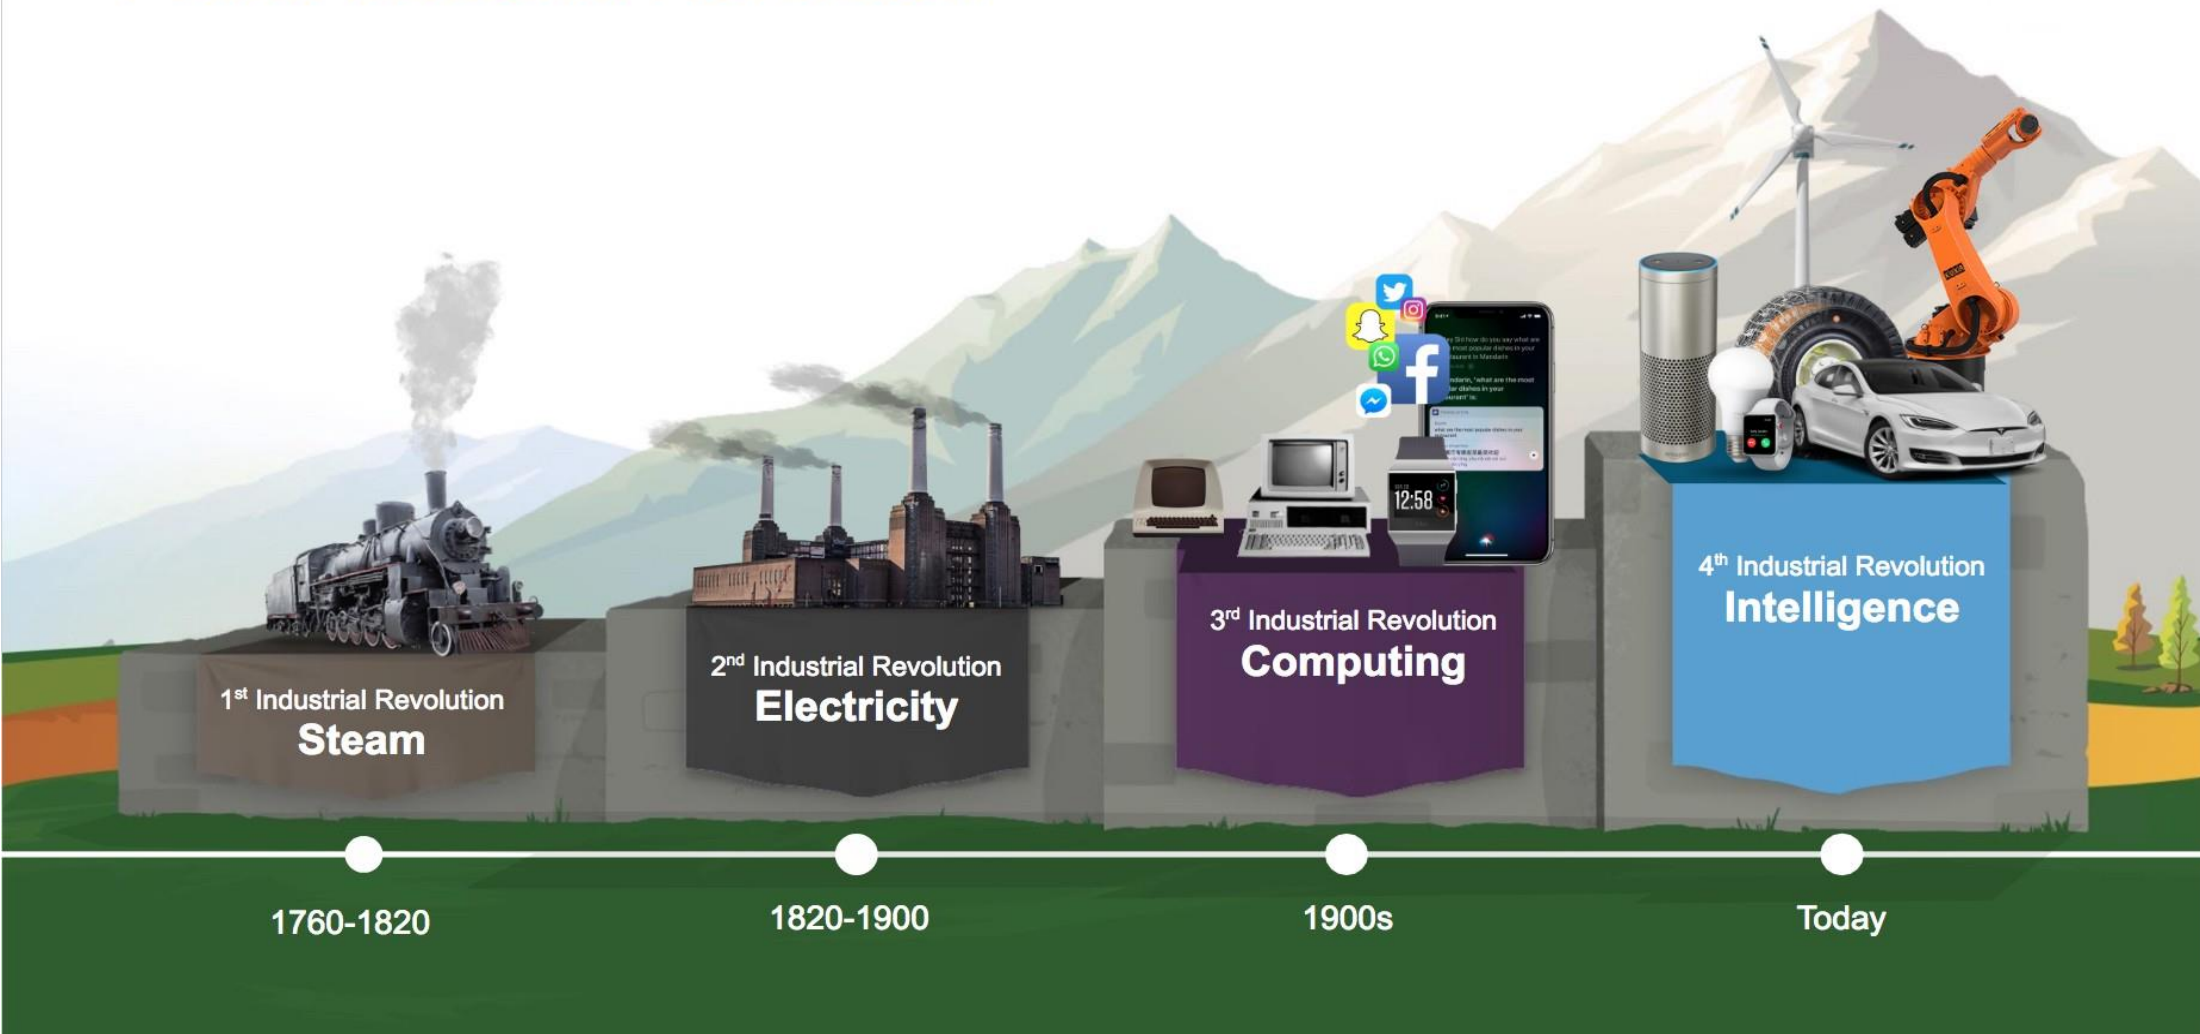 1st Industrial Revolution
Steam
2nd Industrial Revolution
Electricity
3rd Industrial Revolution
Computing
4th Industrial Revolution
Intelligence
12:58
KUKA
1760-1820
1820-1900
1900s
Today